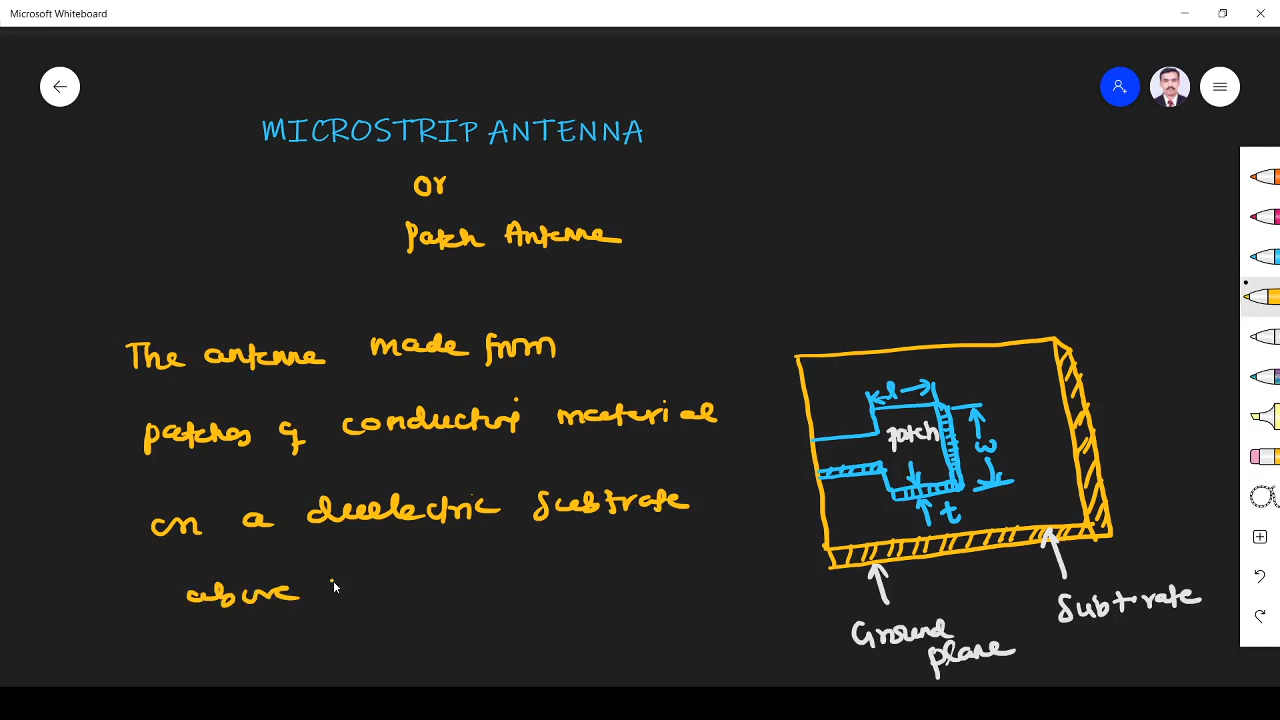 Microsoft Whiteboard
MICROSTRIP ANTENNA
or
Patch Antenna
The antenna made from
patches of conducting material
on a dielectric substrate
above
l
patch
w
t
Substrate
Ground
plane